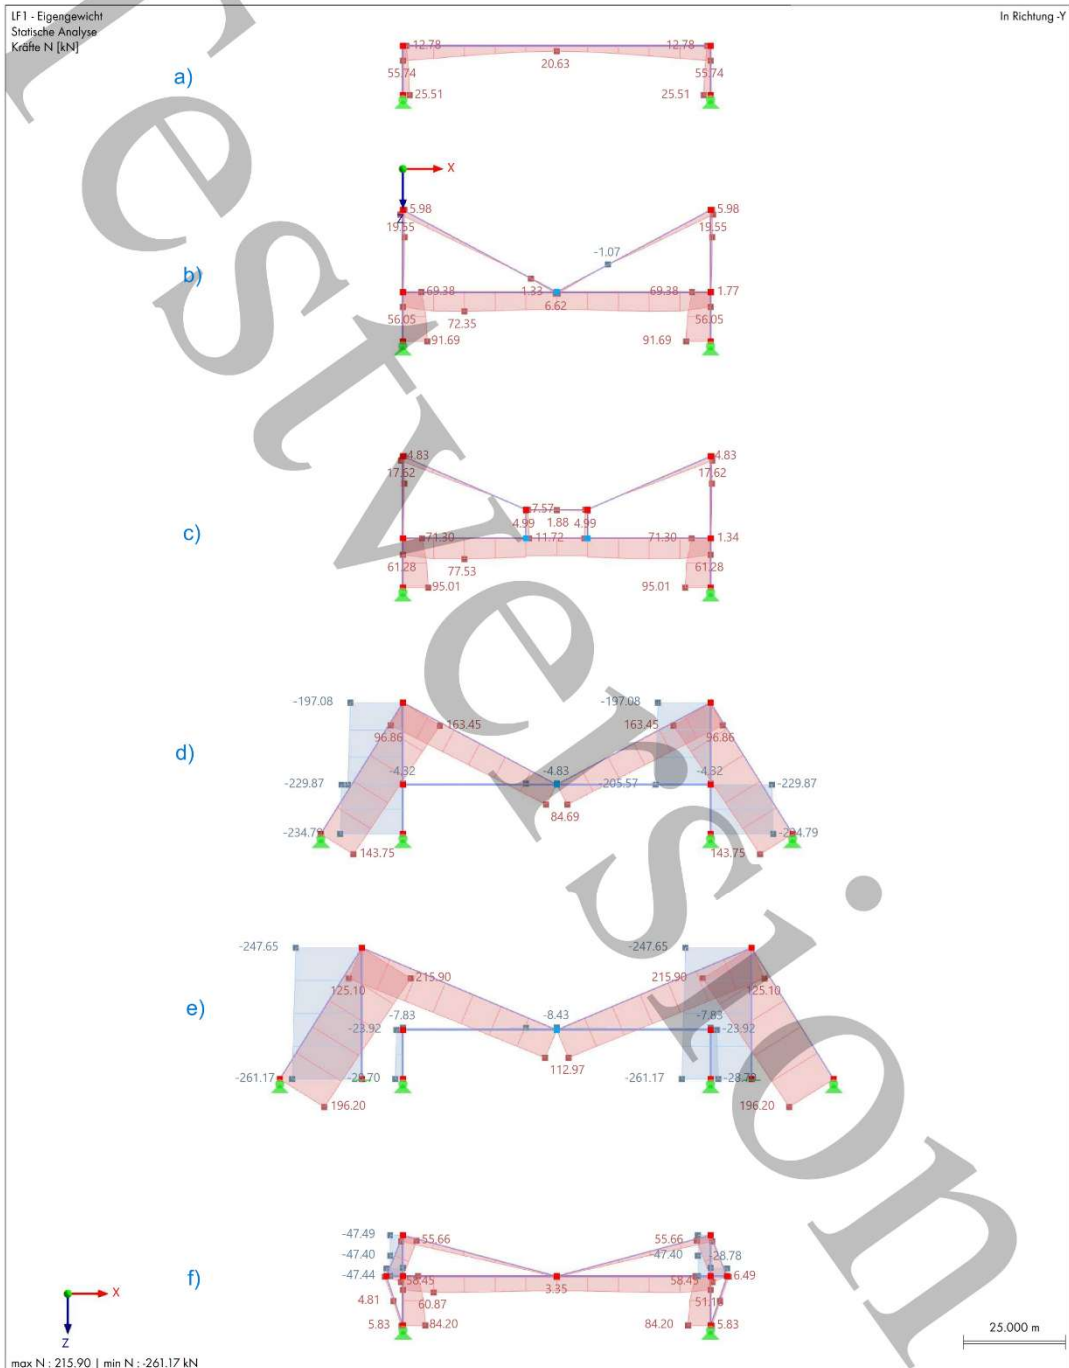 LF1 - Eigengewicht
Statische Analyse
Kräfte N [kN]
In Richtung -Y
Testversion
a)
12.78 12.78
20.63
55.74 55.74
25.51 25.51
X
Z
b)
5.98 5.98
19.55 19.55
-1.07
1.33
69.38 69.38 1.77
6.62
56.05 56.05
72.35
91.69 91.69
c)
4.83 4.83
17.62 17.62
7.57
4.99 1.88 4.99
71.30 11.72 71.30 1.34
61.28 61.28
77.53
95.01 95.01
d)
-197.08 -197.08
163.45 163.45
96.86 96.86
-4.32 -4.83 -4.32
-229.87 -205.57 -229.87
84.69
-234.79 -234.79
143.75 143.75
e)
-247.65 -247.65
215.90 215.90
125.10 125.10
-7.83 -8.43 -7.83
-23.92 -23.92
112.97
-261.17 -28.70 -261.17 -28.70
196.20 196.20
f)
-47.49 55.66 55.66
-47.40 -47.40 -28.78
-47.44 58.45 58.45 6.49
3.35
4.81 60.87
5.83 84.20 84.20 5.83
X
Z
25.000 m
max N : 215.90 | min N : -261.17 kN